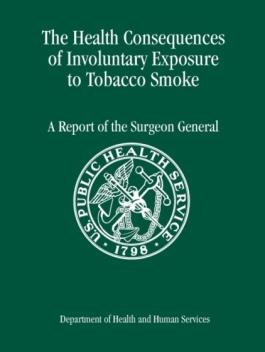 The Health Consequences
of Involuntary Exposure
to Tobacco Smoke
A Report of the Surgeon General
U.S. PUBLIC HEALTH SERVICE
1798
Department of Health and Human Services